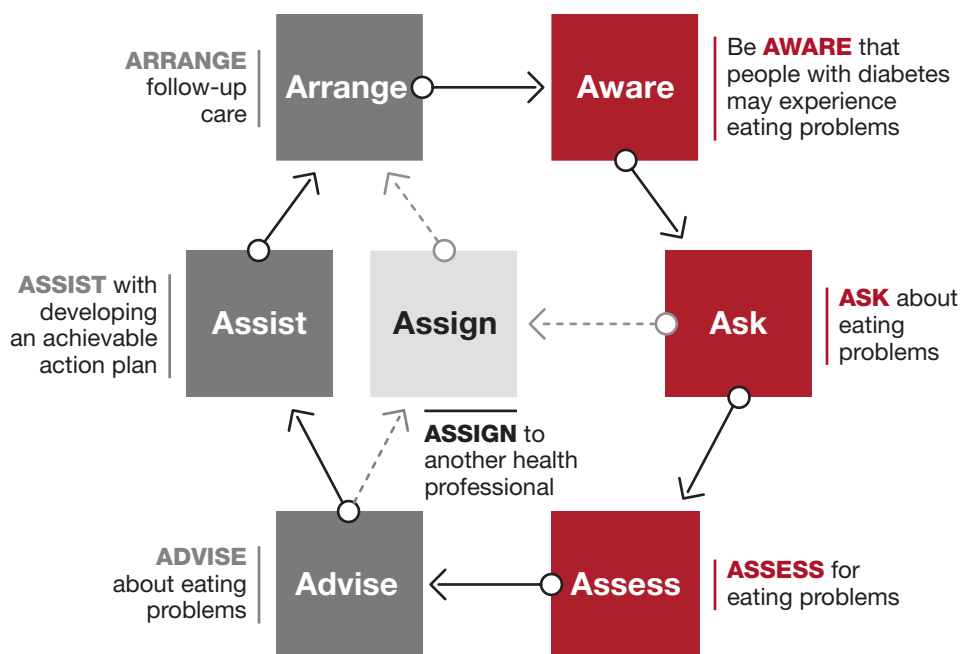 ARRANGE
follow-up
care
Arrange
Aware
Be AWARE that
people with diabetes
may experience
eating problems
ASSIST with
developing
an achievable
action plan
Assist
Assign
ASSIGN to
another health
professional
Ask
ASK about
eating
problems
ADVISE
about eating
problems
Advise
Assess
ASSESS for
eating problems